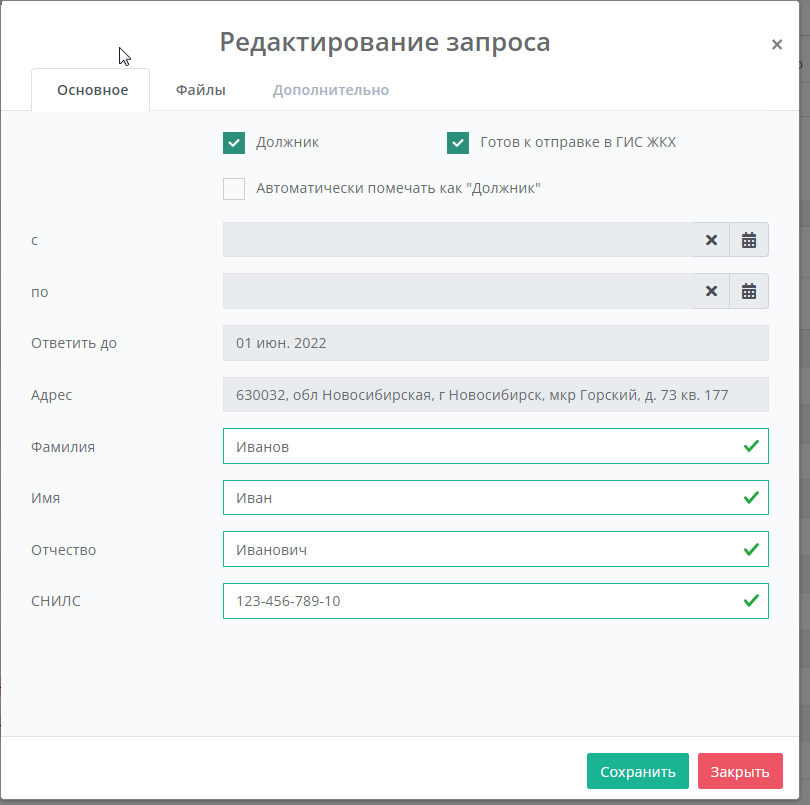 Редактирование запроса
×
Основное Файлы Дополнительно
Должник Готов к отправке в ГИС ЖКХ
Автоматически помечать как "Должник"
с
по
Ответить до 01 июн. 2022
Адрес 630032, обл Новосибирская, г Новосибирск, мкр Горский, д. 73 кв. 177
Фамилия Иванов
Имя Иван
Отчество Иванович
СНИЛС 123-456-789-10
Сохранить Закрыть